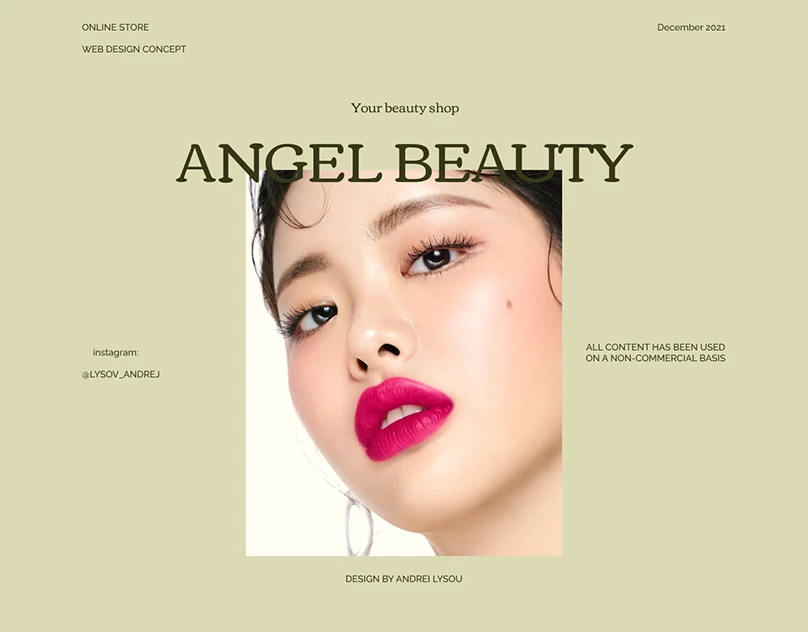 ONLINE STORE
December 2021
WEB DESIGN CONCEPT
Your beauty shop
ANGEL BEAUTY
instagram:
@LYSOV_ANDREJ
ALL CONTENT HAS BEEN USED
ON A NON-COMMERCIAL BASIS
DESIGN BY ANDREI LYSOU